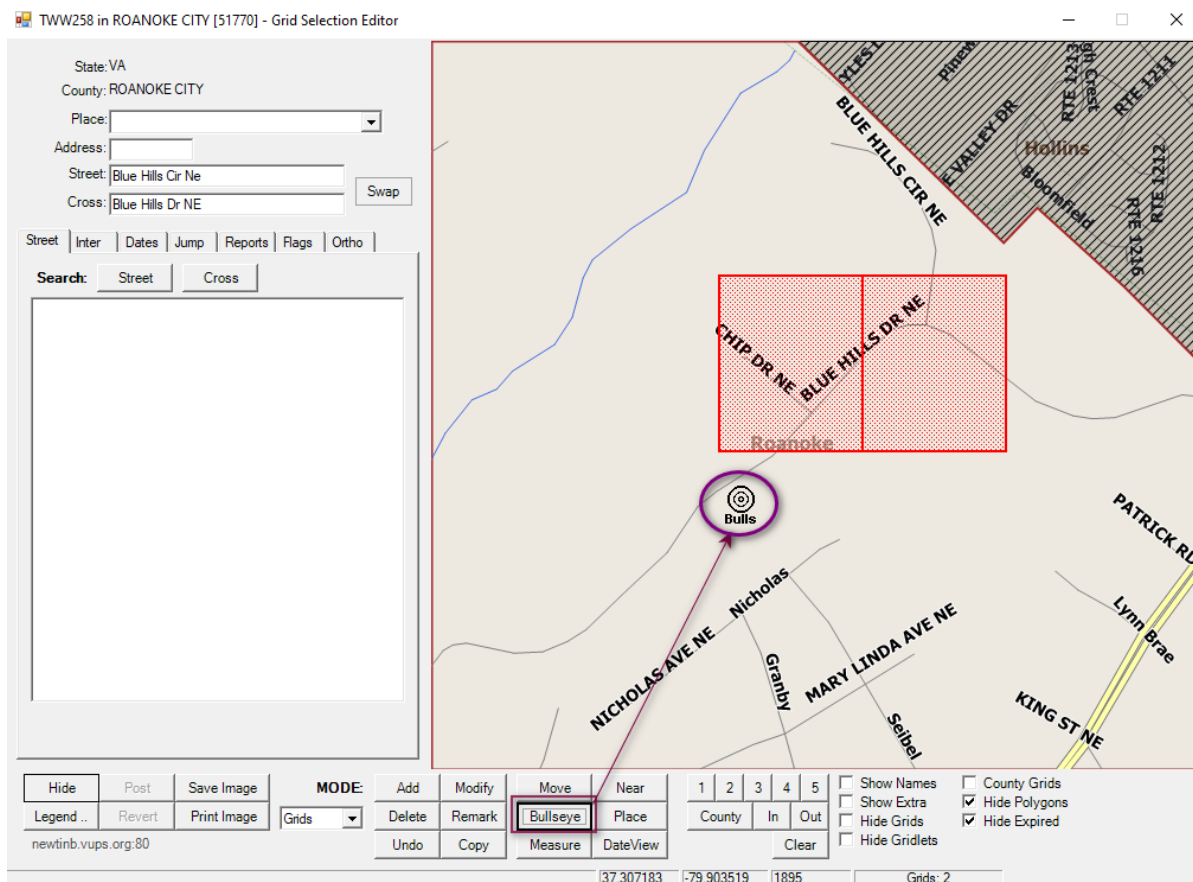 TWW258 in ROANOKE CITY [51770] - Grid Selection Editor
State: VA
County: ROANOKE CITY
Place:
Address:
Street: Blue Hills Cir Ne
Cross: Blue Hills Dr NE
Swap
Street Inter Dates Jump Reports Flags Ortho
Search: Street Cross
Pinew
gh Crest
RTE 1213
RTE 1211
YLES
BLUE HILLS CIR NE
E VALLEY DR
Hollins
Bloomfield
RTE 1212
RTE 1216
CHIP DR NE
BLUE HILLS DR NE
Roanoke
Bulls
PATRICK RD
Nicholas
NICHOLAS AVE NE
Granby
MARY LINDA AVE NE
Seibel
Lynn Brae
KING ST NE
Hide Post Save Image MODE: Add Modify Move Near 1 2 3 4 5 Show Names County Grids
Show Extra Hide Polygons
Legend .. Revert Print Image Grids Delete Remark Bullseye Place County In Out Hide Grids Hide Expired
newtinb.vups.org:80 Undo Copy Measure DateView Clear Hide Gridlets
37.307183 -79.903519 1895 Grids: 2